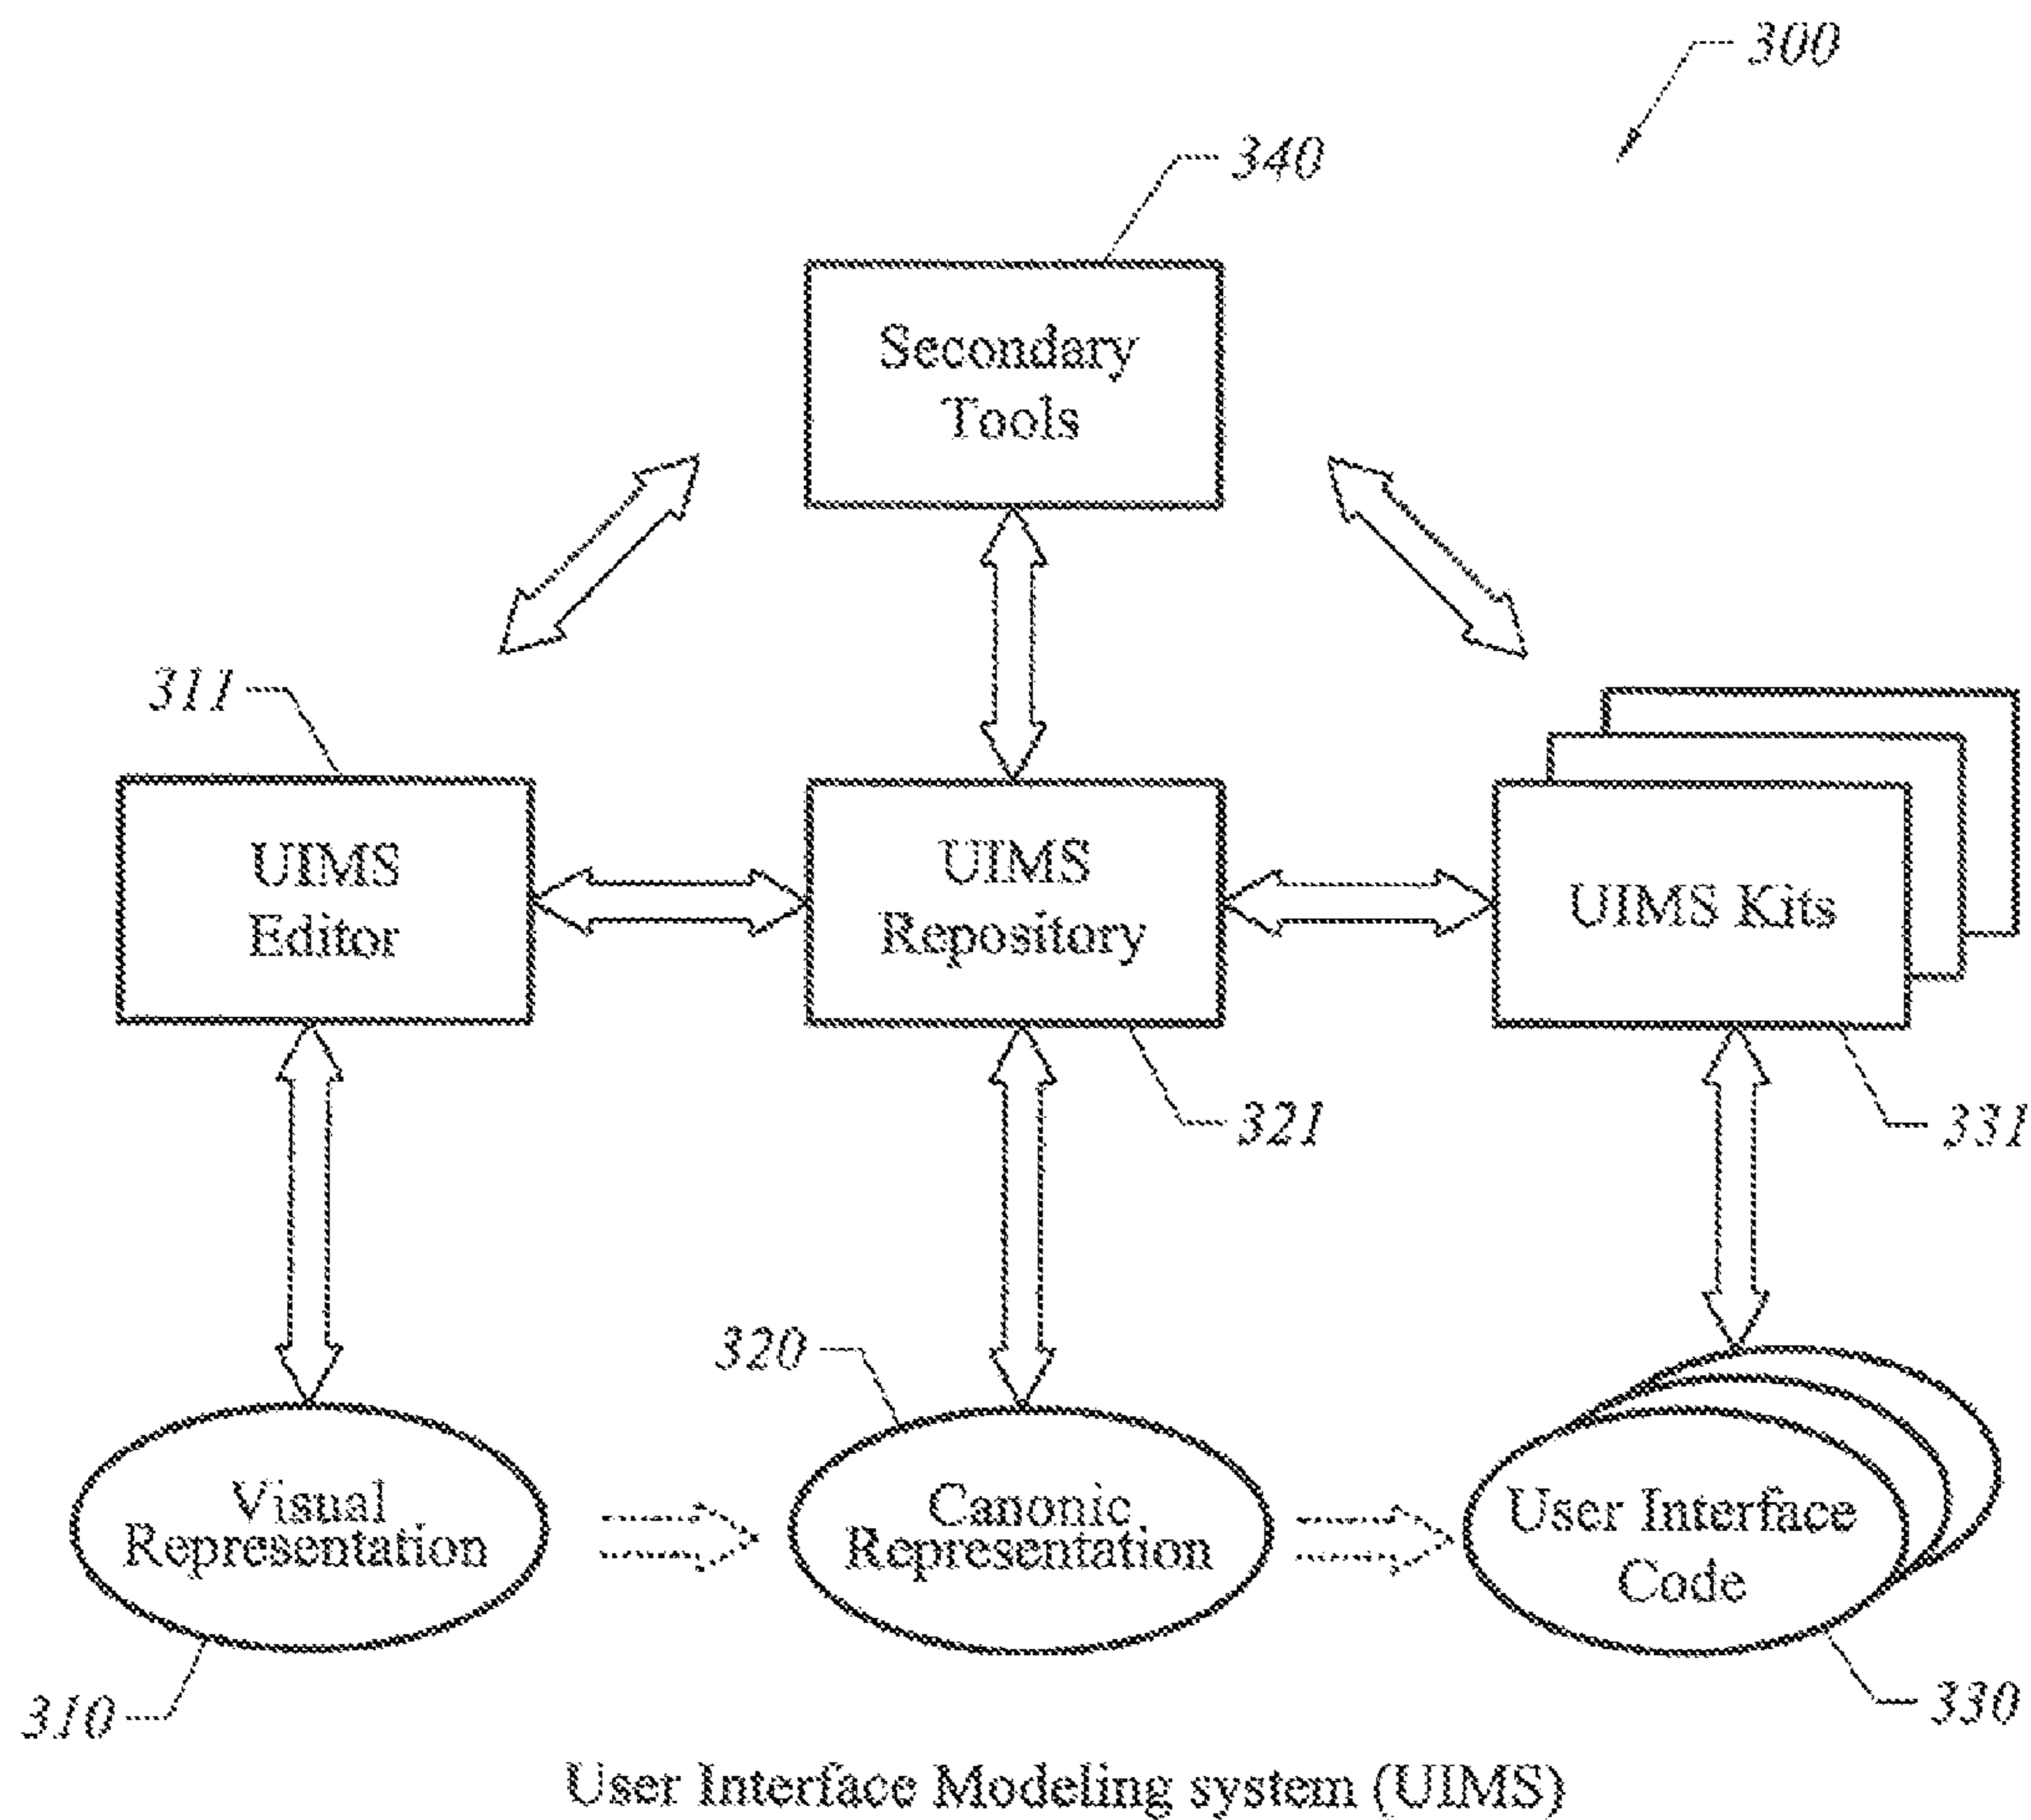 300
340
Secondary
Tools
311
UIMS
Editor
UIMS
Repository
UIMS Kits
321
331
320
Visual
Representation
Canonic
Representation
User Interface
Code
310
330
User Interface Modeling system (UIMS)